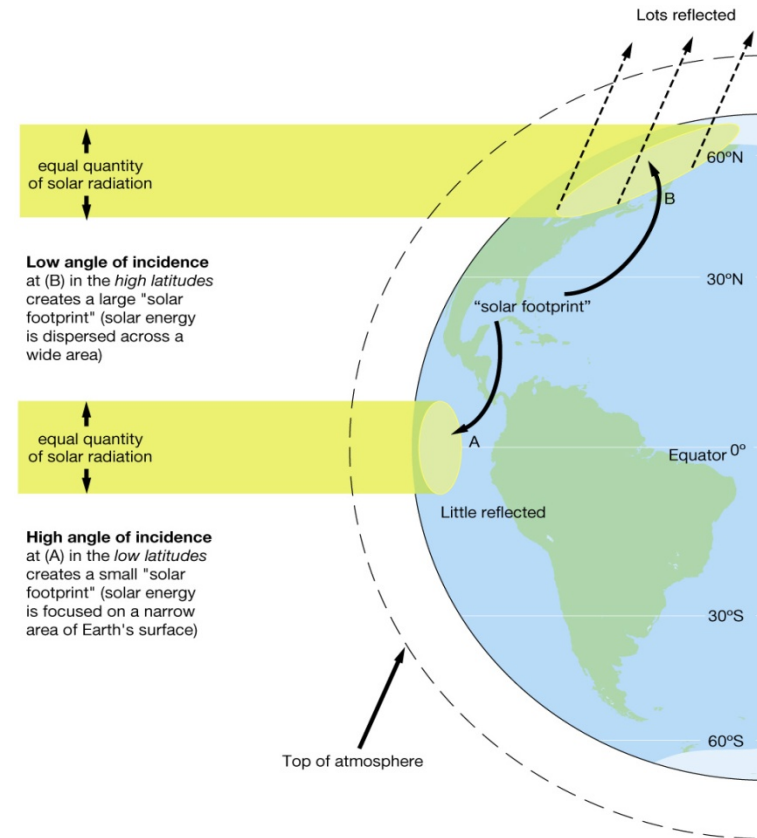 Lots reflected
equal quantity
of solar radiation
60ºN
B
Low angle of incidence
at (B) in the high latitudes
creates a large "solar
footprint" (solar energy
is dispersed across a
wide area)
30ºN
“solar footprint”
equal quantity
of solar radiation
A
Equator 0º
Little reflected
High angle of incidence
at (A) in the low latitudes
creates a small "solar
footprint" (solar energy
is focused on a narrow
area of Earth's surface)
30ºS
60ºS
Top of atmosphere